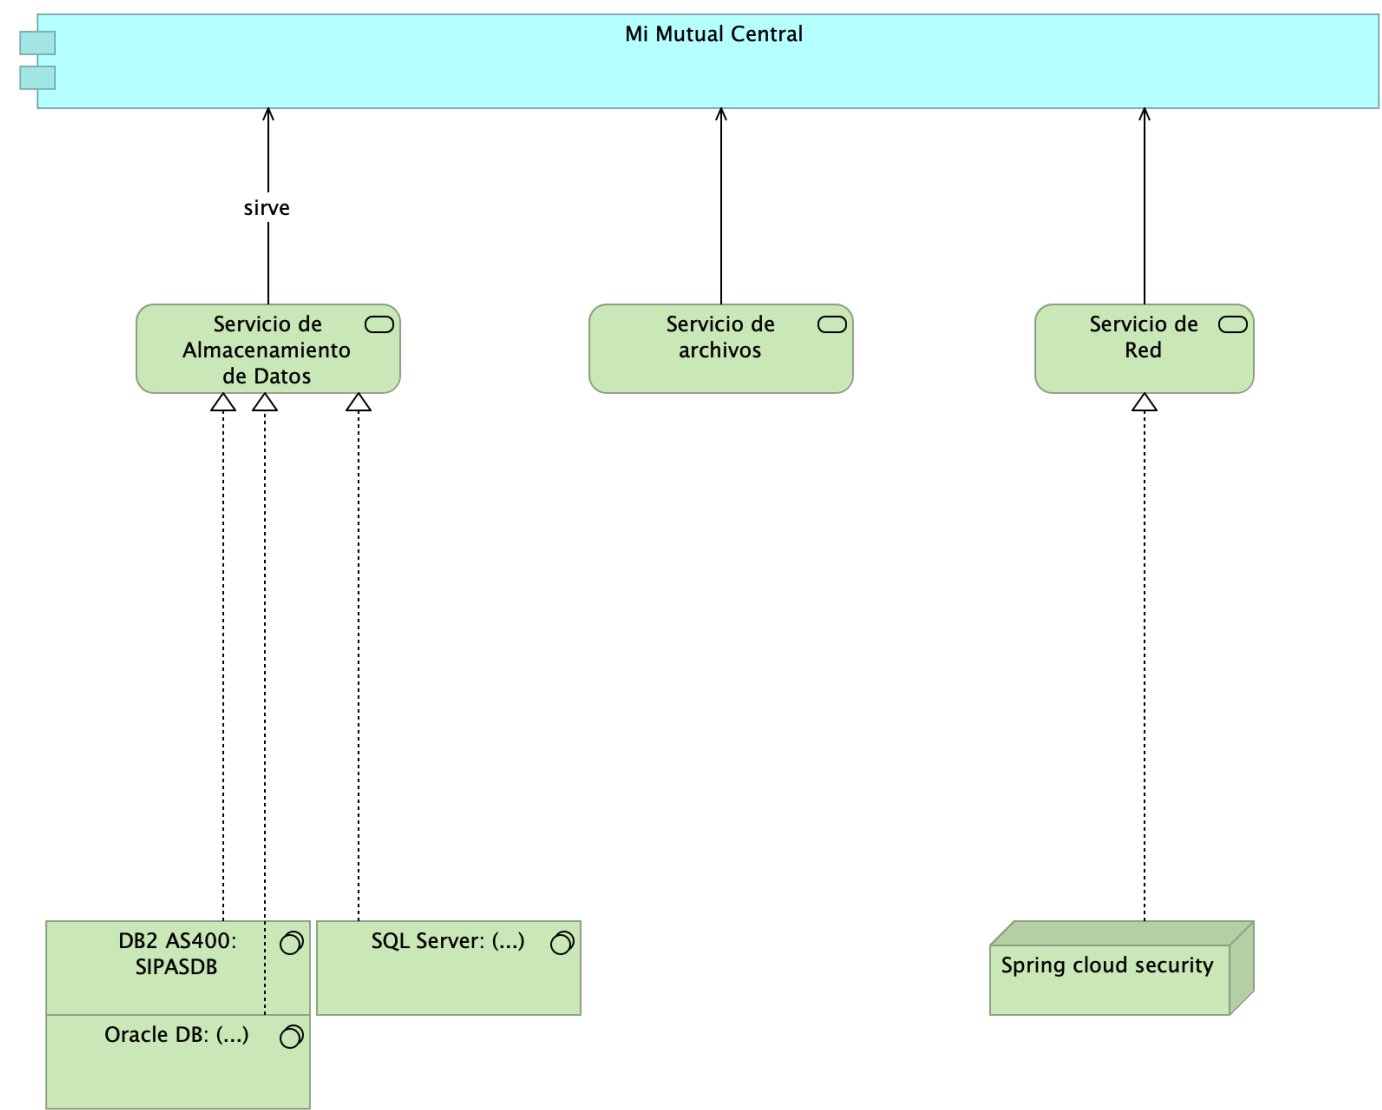 Mi Mutual Central
sirve
Servicio de
Almacenamiento
de Datos
Servicio de
archivos
Servicio de
Red
DB2 AS400:
SIPASDB
SQL Server: (...)
Spring cloud security
Oracle DB: (...)